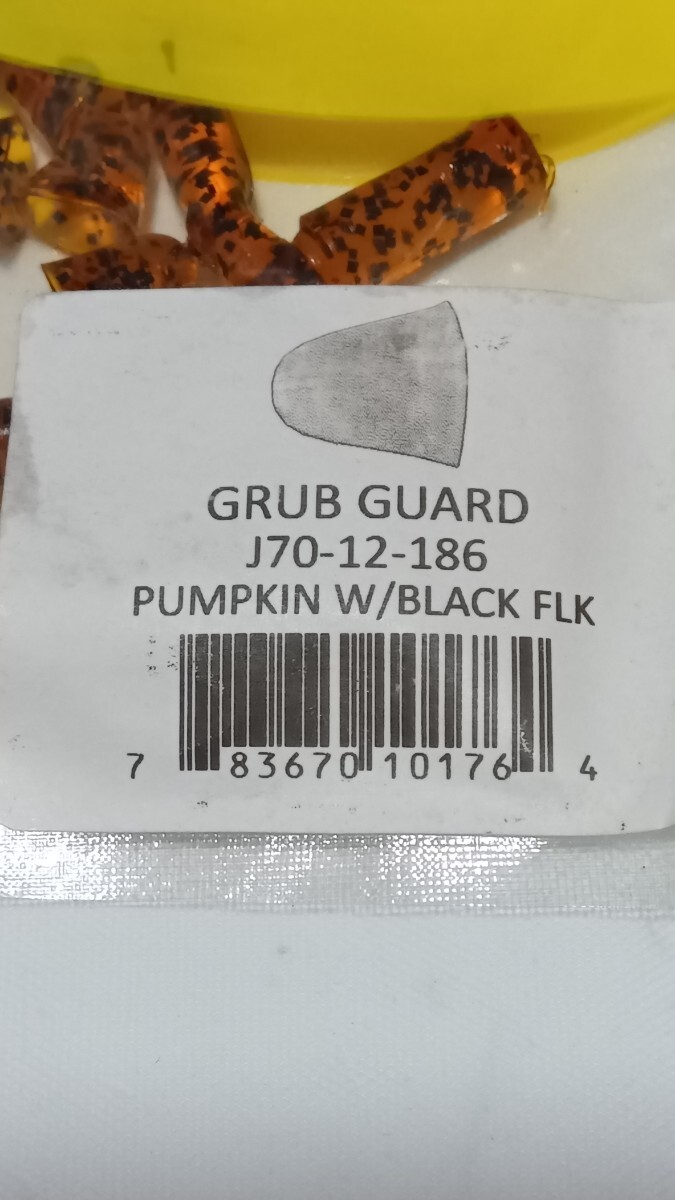 GRUB GUARD
J70-12-186
PUMPKIN W/BLACK FLK
7 83670 10176 4